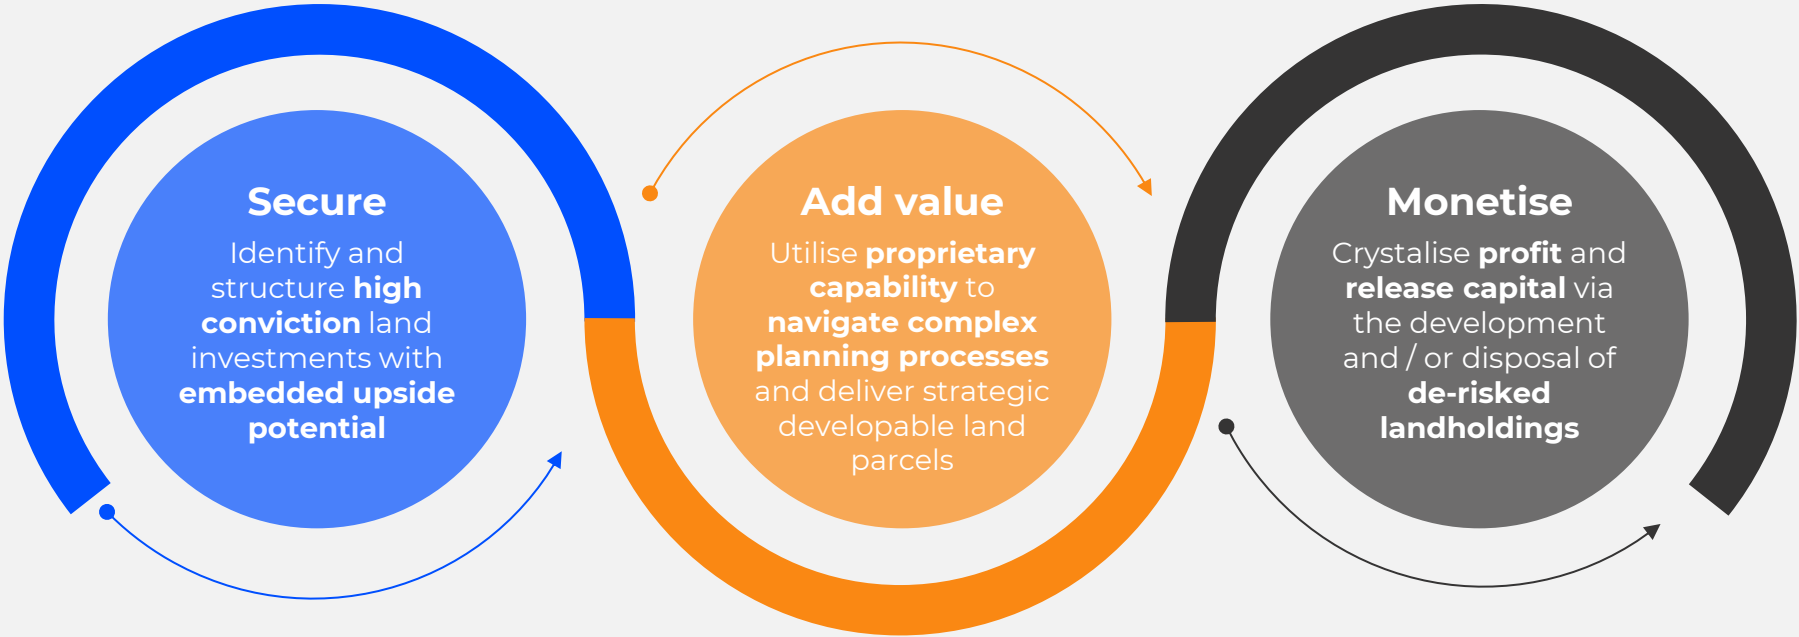 Secure
Identify and
structure high
conviction land
investments with
embedded upside
potential
Add value
Utilise proprietary
capability to
navigate complex
planning processes
and deliver strategic
developable land
parcels
Monetise
Crystalise profit and
release capital via
the development
and / or disposal of
de-risked
landholdings